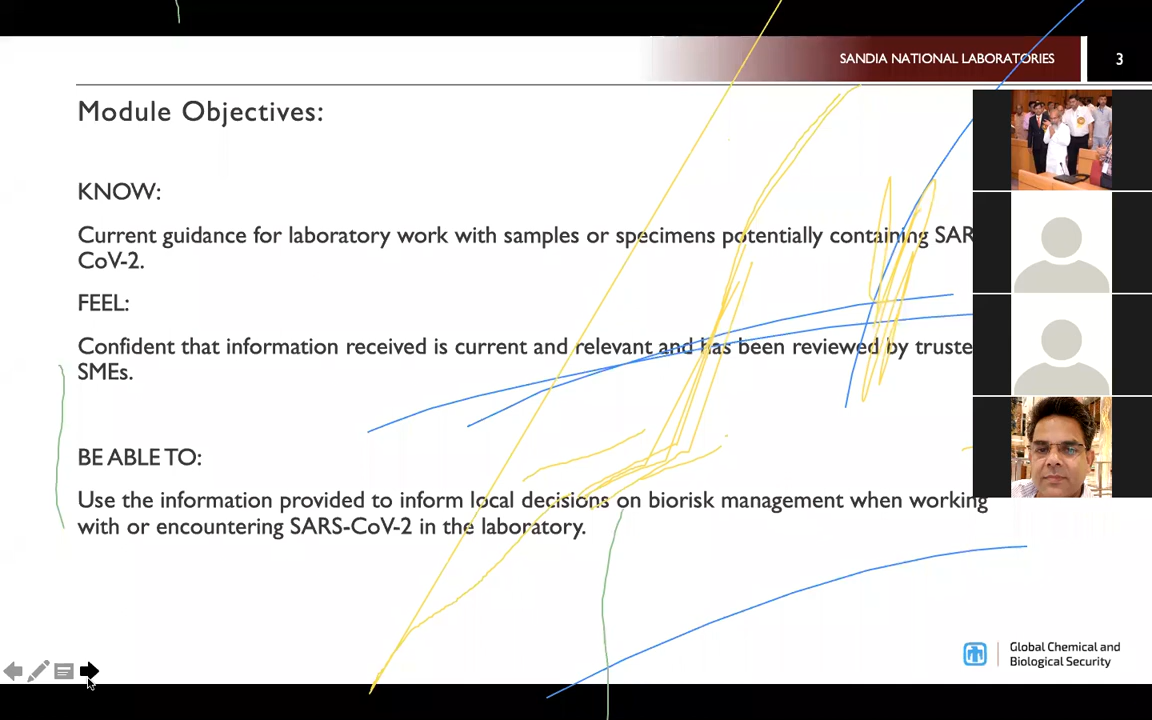 SANDIA NATIONAL LABORATORIES
3
Module Objectives:
KNOW:
Current guidance for laboratory work with samples or specimens potentially containing SAR
CoV-2.
FEEL:
Confident that information received is current and relevant and has been reviewed by truste
SMEs.
BE ABLE TO:
Use the information provided to inform local decisions on biorisk management when working
with or encountering SARS-CoV-2 in the laboratory.
Global Chemical and
Biological Security